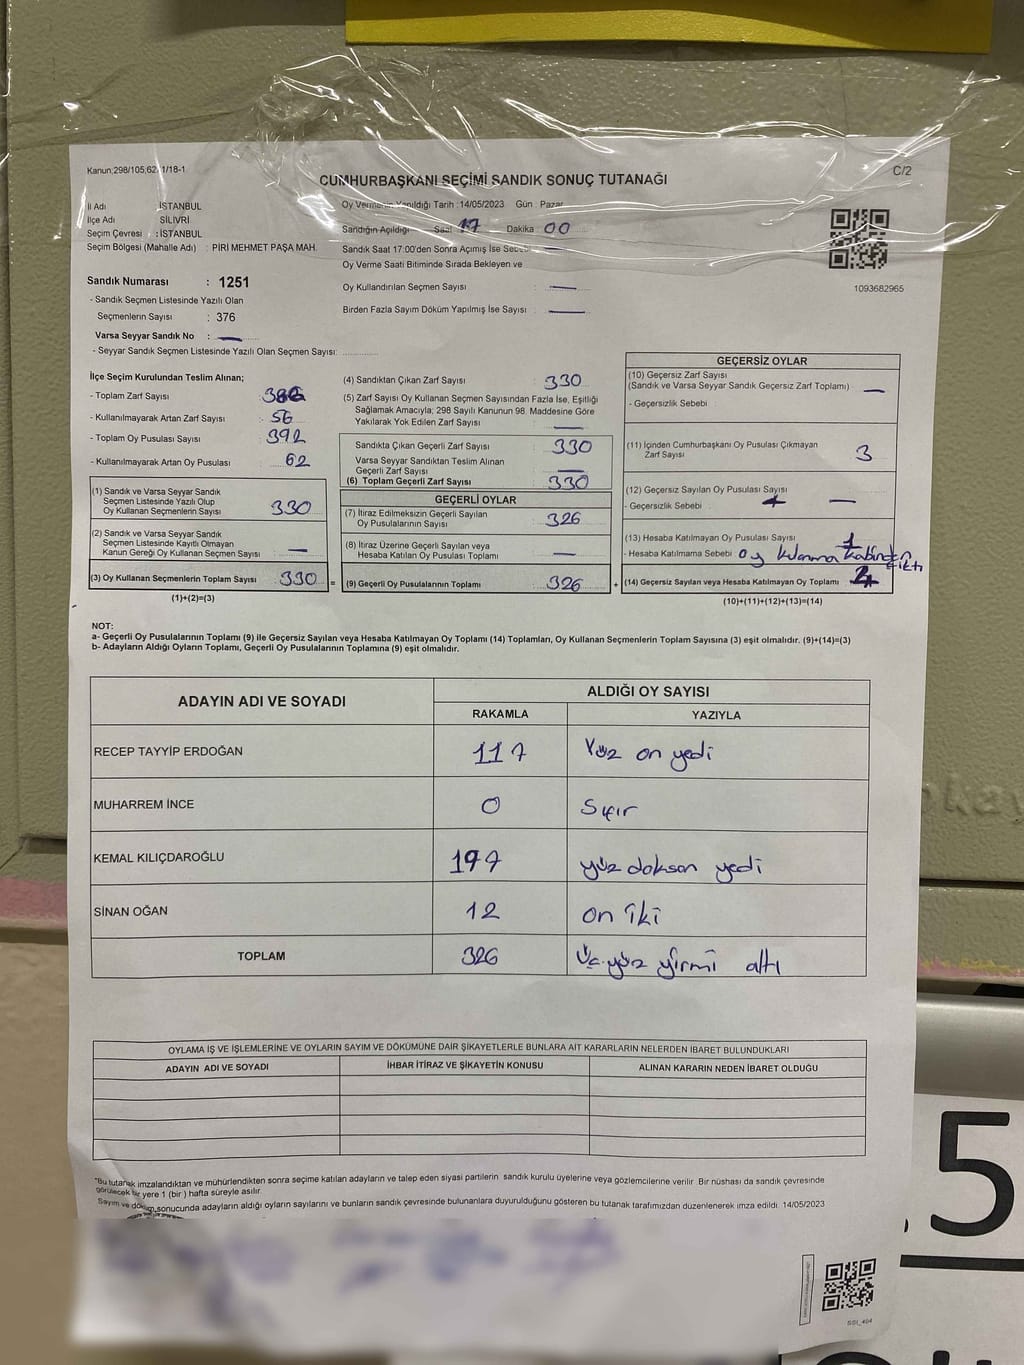 Kanun;298/105,62/1/18-1
C/2
CUMHURBAŞKANI SEÇİMİ SANDIK SONUÇ TUTANAĞI
İl Adı İSTANBUL
İlçe Adı SİLİVRİ
Seçim Çevresi : İSTANBUL
Seçim Bölgesi (Mahalle Adı) : PİRİ MEHMET PAŞA MAH.
Oy Vermenin Yapıldığı Tarih :14/05/2023 Gün : Pazar
Sandığın Açıldığı Saat 17 Dakika 00
Sandık Saat 17:00'den Sonra Açımış İse Sebebi
Oy Verme Saati Bitiminde Sırada Bekleyen ve
Oy Kullandırılan Seçmen Sayısı —
Birden Fazla Sayım Döküm Yapılmış İse Sayısı : —
1093682965
Sandık Numarası : 1251
- Sandık Seçmen Listesinde Yazılı Olan
Seçmenlerin Sayısı : 376
Varsa Seyyar Sandık No : —
- Seyyar Sandık Seçmen Listesinde Yazılı Olan Seçmen Sayısı:
İlçe Seçim Kurulundan Teslim Alınan;
- Toplam Zarf Sayısı
- Kullanılmayarak Artan Zarf Sayısı : 56
- Toplam Oy Pusulası Sayısı : 392
- Kullanılmayarak Artan Oy Pusulası : 62
(1) Sandık ve Varsa Seyyar Sandık
Seçmen Listesinde Yazılı Olup
Oy Kullanan Seçmenlerin Sayısı : 330
(2) Sandık ve Varsa Seyyar Sandık
Seçmen Listesinde Kayıtlı Olmayan
Kanun Gereği Oy Kullanan Seçmen Sayısı : —
(3) Oy Kullanan Seçmenlerin Toplam Sayısı : 330 =
(1)+(2)=(3)
(4) Sandıktan Çıkan Zarf Sayısı : 330
(5) Zarf Sayısı Oy Kullanan Seçmen Sayısından Fazla İse, Eşitliği
Sağlamak Amacıyla; 298 Sayılı Kanunun 98. Maddesine Göre
Yakılarak Yok Edilen Zarf Sayısı : —
Sandıkta Çıkan Geçerli Zarf Sayısı : 330
Varsa Seyyar Sandıktan Teslim Alınan
Geçerli Zarf Sayısı : —
(6) Toplam Geçerli Zarf Sayısı : 330
GEÇERLİ OYLAR
(7) İtiraz Edilmeksizin Geçerli Sayılan
Oy Pusulalarının Sayısı : 326
(8) İtiraz Üzerine Geçerli Sayılan veya
Hesaba Katılan Oy Pusulası Toplamı : —
(9) Geçerli Oy Pusulalarının Toplamı : 326 +
GEÇERSİZ OYLAR
(10) Geçersiz Zarf Sayısı
(Sandık ve Varsa Seyyar Sandık Geçersiz Zarf Toplamı) : —
- Geçersizlik Sebebi
(11) İçinden Cumhurbaşkanı Oy Pusulası Çıkmayan
Zarf Sayısı : 3
(12) Geçersiz Sayılan Oy Pusulası Sayısı
- Geçersizlik Sebebi —
(13) Hesaba Katılmayan Oy Pusulası Sayısı : 1
- Hesaba Katılmama Sebebi oy kullanma kabinden çıktı
(14) Geçersiz Sayılan veya Hesaba Katılmayan Oy Toplamı :
(10)+(11)+(12)+(13)=(14)
NOT:
a- Geçerli Oy Pusulalarının Toplamı (9) ile Geçersiz Sayılan veya Hesaba Katılmayan Oy Toplamı (14) Toplamları, Oy Kullanan Seçmenlerin Toplam Sayısına (3) eşit olmalıdır. (9)+(14)=(3)
b- Adayların Aldığı Oyların Toplamı, Geçerli Oy Pusulalarının Toplamına (9) eşit olmalıdır.
ADAYIN ADI VE SOYADI
ALDIĞI OY SAYISI
RAKAMLA YAZIYLA
RECEP TAYYİP ERDOĞAN 117 Yüz on yedi
MUHARREM İNCE 0 Sıfır
KEMAL KILIÇDAROĞLU 197 yüz doksan yedi
SİNAN OĞAN 12 on iki
TOPLAM 326 Üç yüz yirmi altı
OYLAMA İŞ VE İŞLEMLERİNE VE OYLARIN SAYIM VE DÖKÜMÜNE DAİR ŞİKAYETLERLE BUNLARA AİT KARARLARIN NELERDEN İBARET BULUNDUKLARI
ADAYIN ADI VE SOYADI İHBAR İTİRAZ VE ŞİKAYETİN KONUSU ALINAN KARARIN NEDEN İBARET OLDUĞU
*Bu tutanak imzalandıktan ve mühürlendikten sonra seçime katılan adayların ve talep eden siyasi partilerin sandık kurulu üyelerine veya gözlemcilerine verilir. Bir nüshası da sandık çevresinde
görülecek bir yere 1 (bir) hafta süreyle asılır.
Sayım ve döküm sonucunda adayların aldığı oyların sayılarını ve bunların sandık çevresinde bulunanlara duyurulduğunu gösteren bu tutanak tarafımızdan düzenlenerek imza edildi. 14/05/2023
5